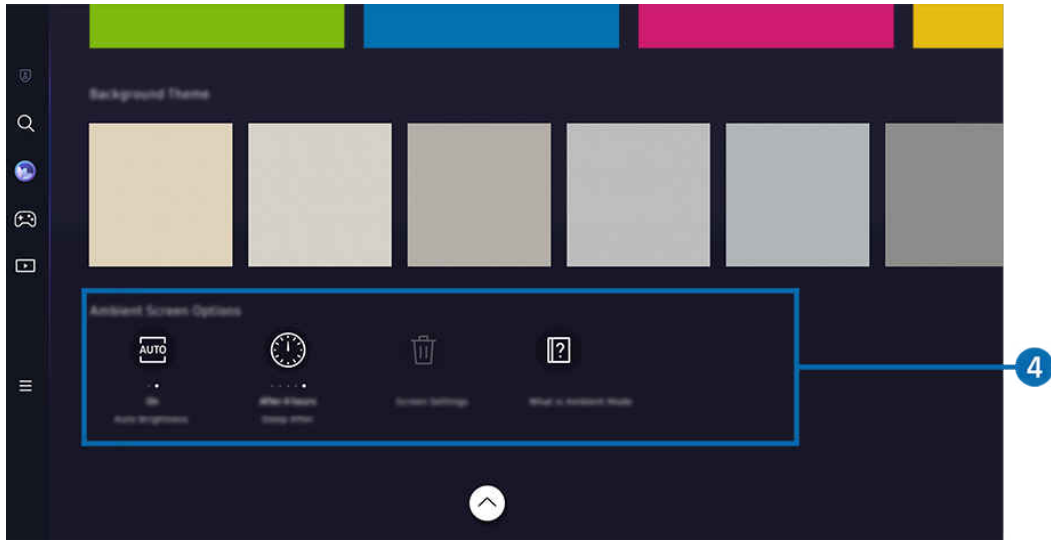 Background Theme
Ambient Screen Options
AUTO
?
On
After 8 hours
Screen Settings
What is Ambient Mode
Auto Brightness
Sleep After
4